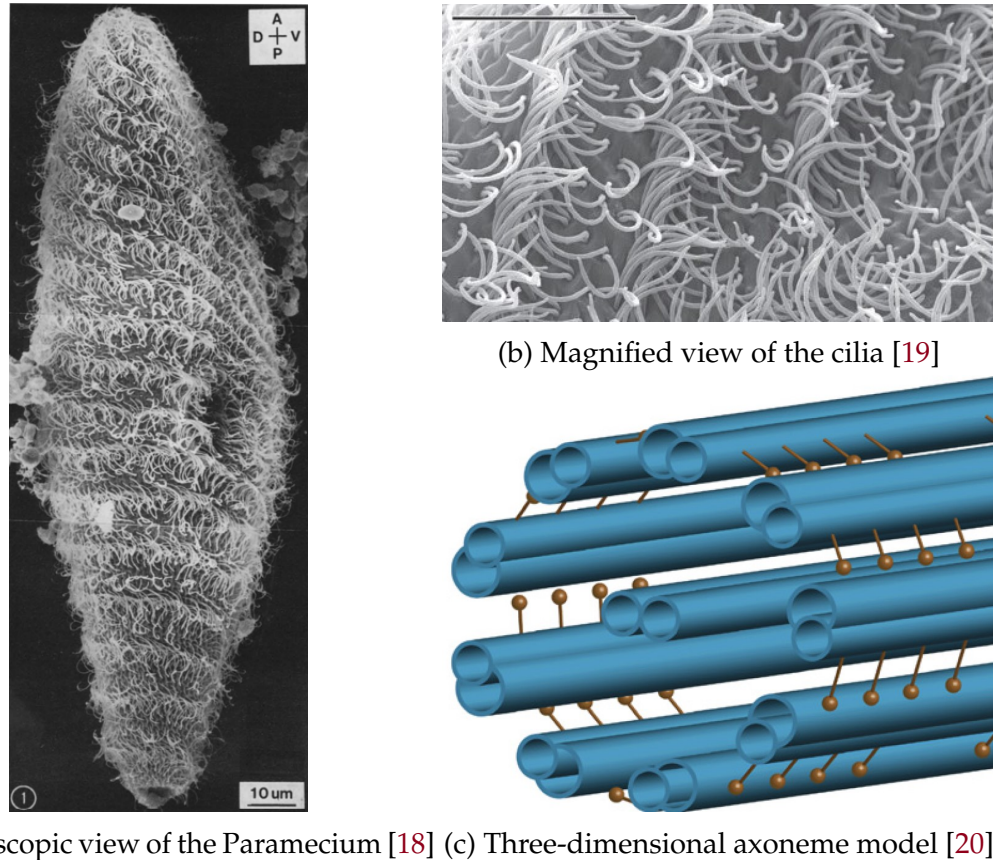 A
D V
P
1
10 um
(b) Magnified view of the cilia [19]
scopic view of the Paramecium [18] (c) Three-dimensional axoneme model [20]